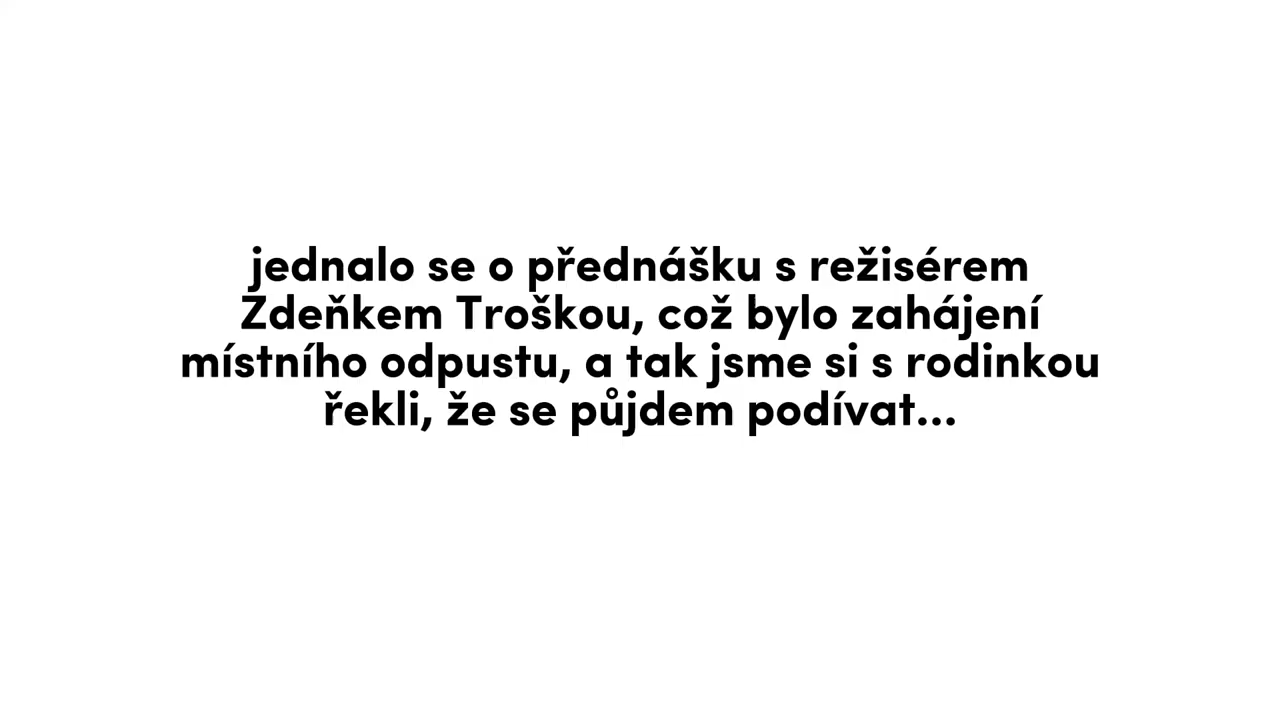 jednalo se o přednášku s režisérem
Zdeňkem Troškou, což bylo zahájení
místního odpustu, a tak jsme si s rodinkou
řekli, že se půjdem podívat...